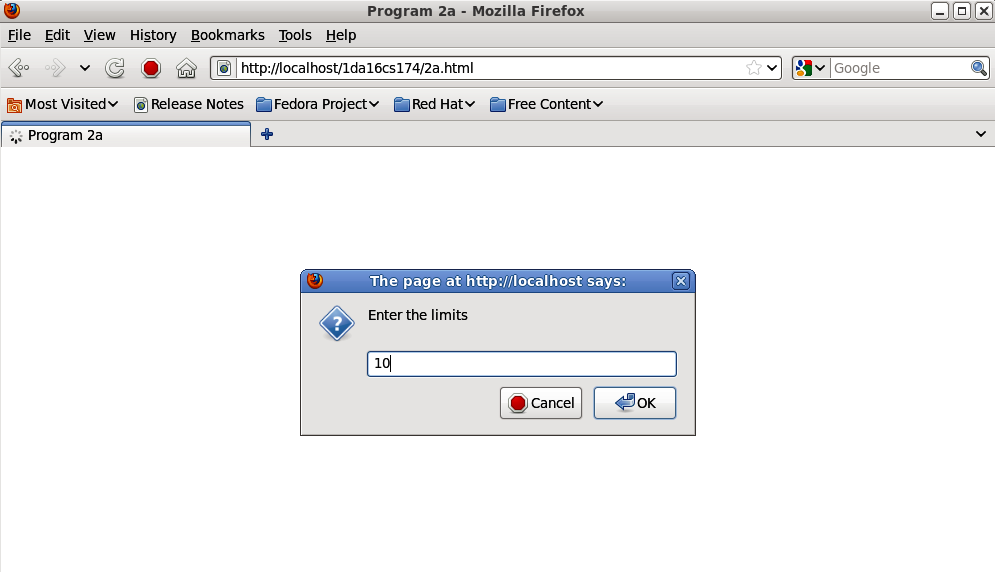 Program 2a - Mozilla Firefox
File Edit View History Bookmarks Tools Help
http://localhost/1da16cs174/2a.html Google
Most Visited Release Notes Fedora Project Red Hat Free Content
Program 2a
The page at http://localhost says:
? Enter the limits
10
Cancel OK